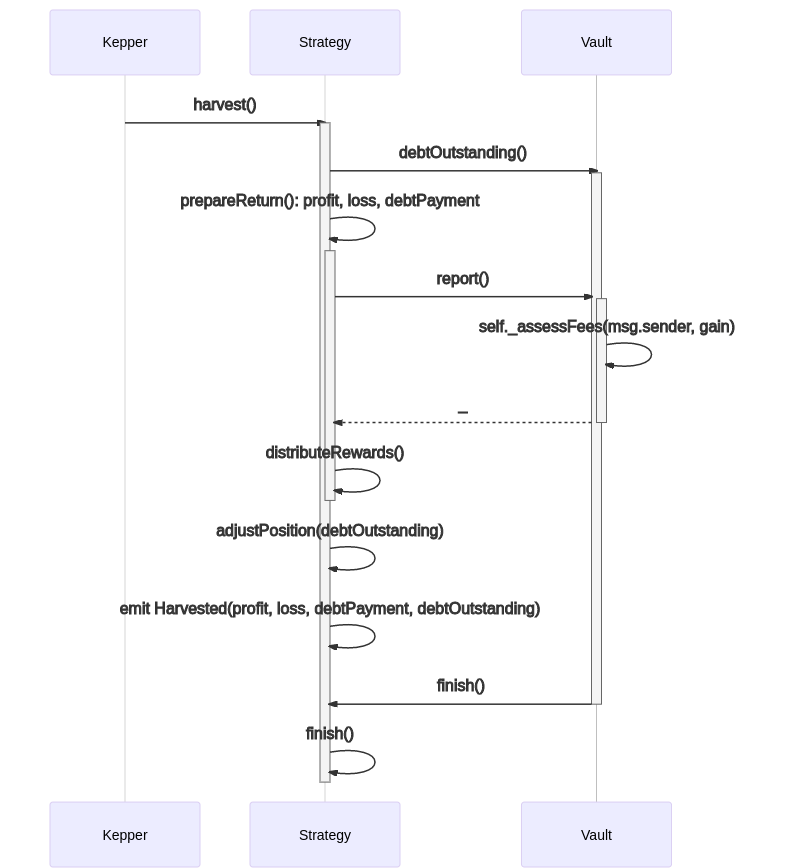 Kepper
Strategy
Vault
harvest()
debtOutstanding()
prepareReturn(): profit, loss, debtPayment
report()
self._assessFees(msg.sender, gain)
_
distributeRewards()
adjustPosition(debtOutstanding)
emit Harvested(profit, loss, debtPayment, debtOutstanding)
finish()
finish()
Kepper
Strategy
Vault